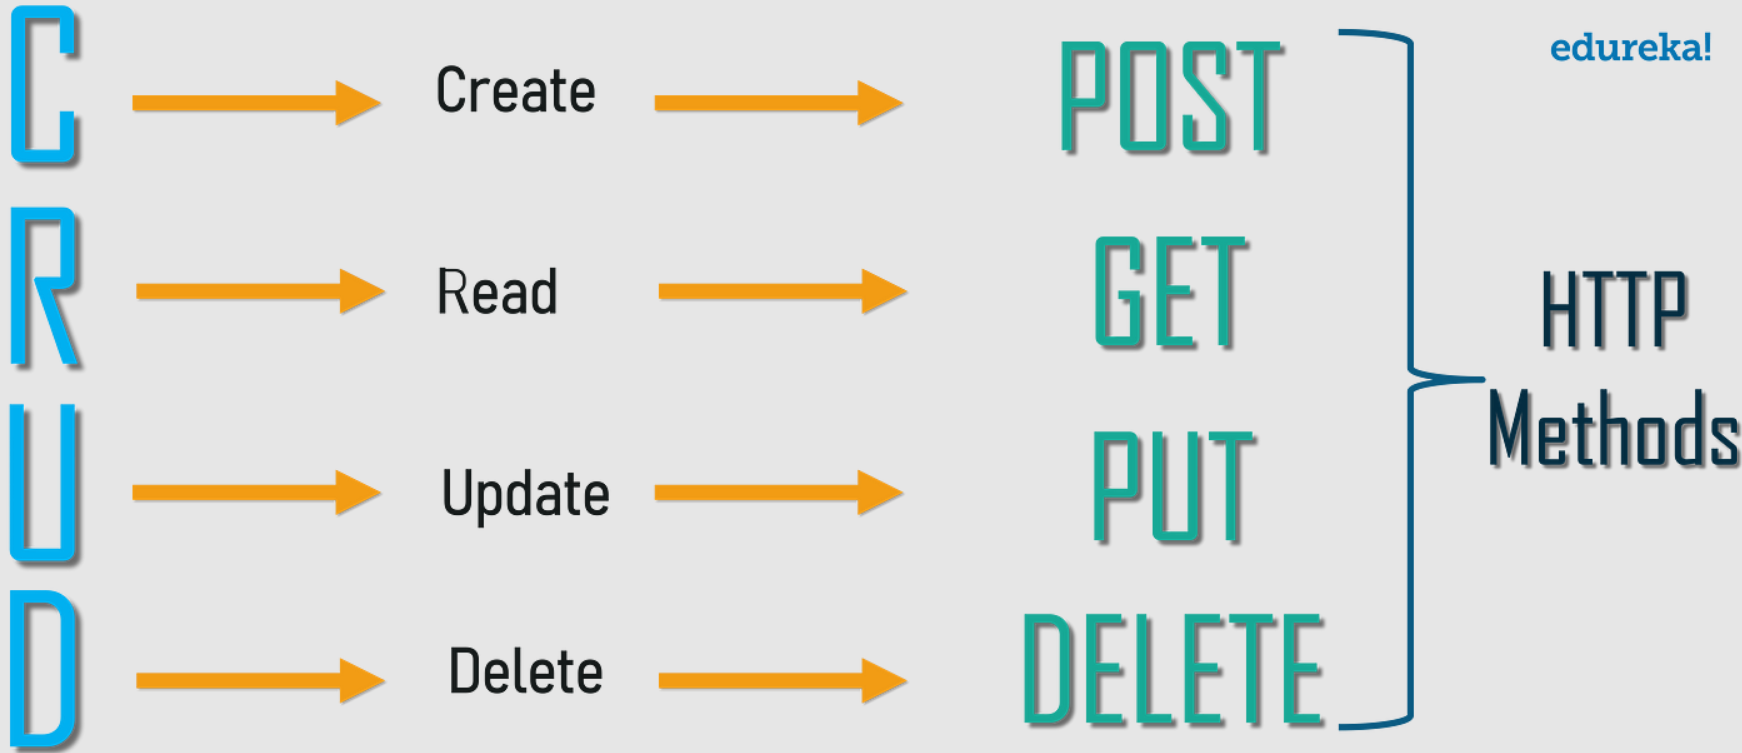 C Create POST edureka!
R Read GET HTTP
U Update PUT Methods
D Delete DELETE